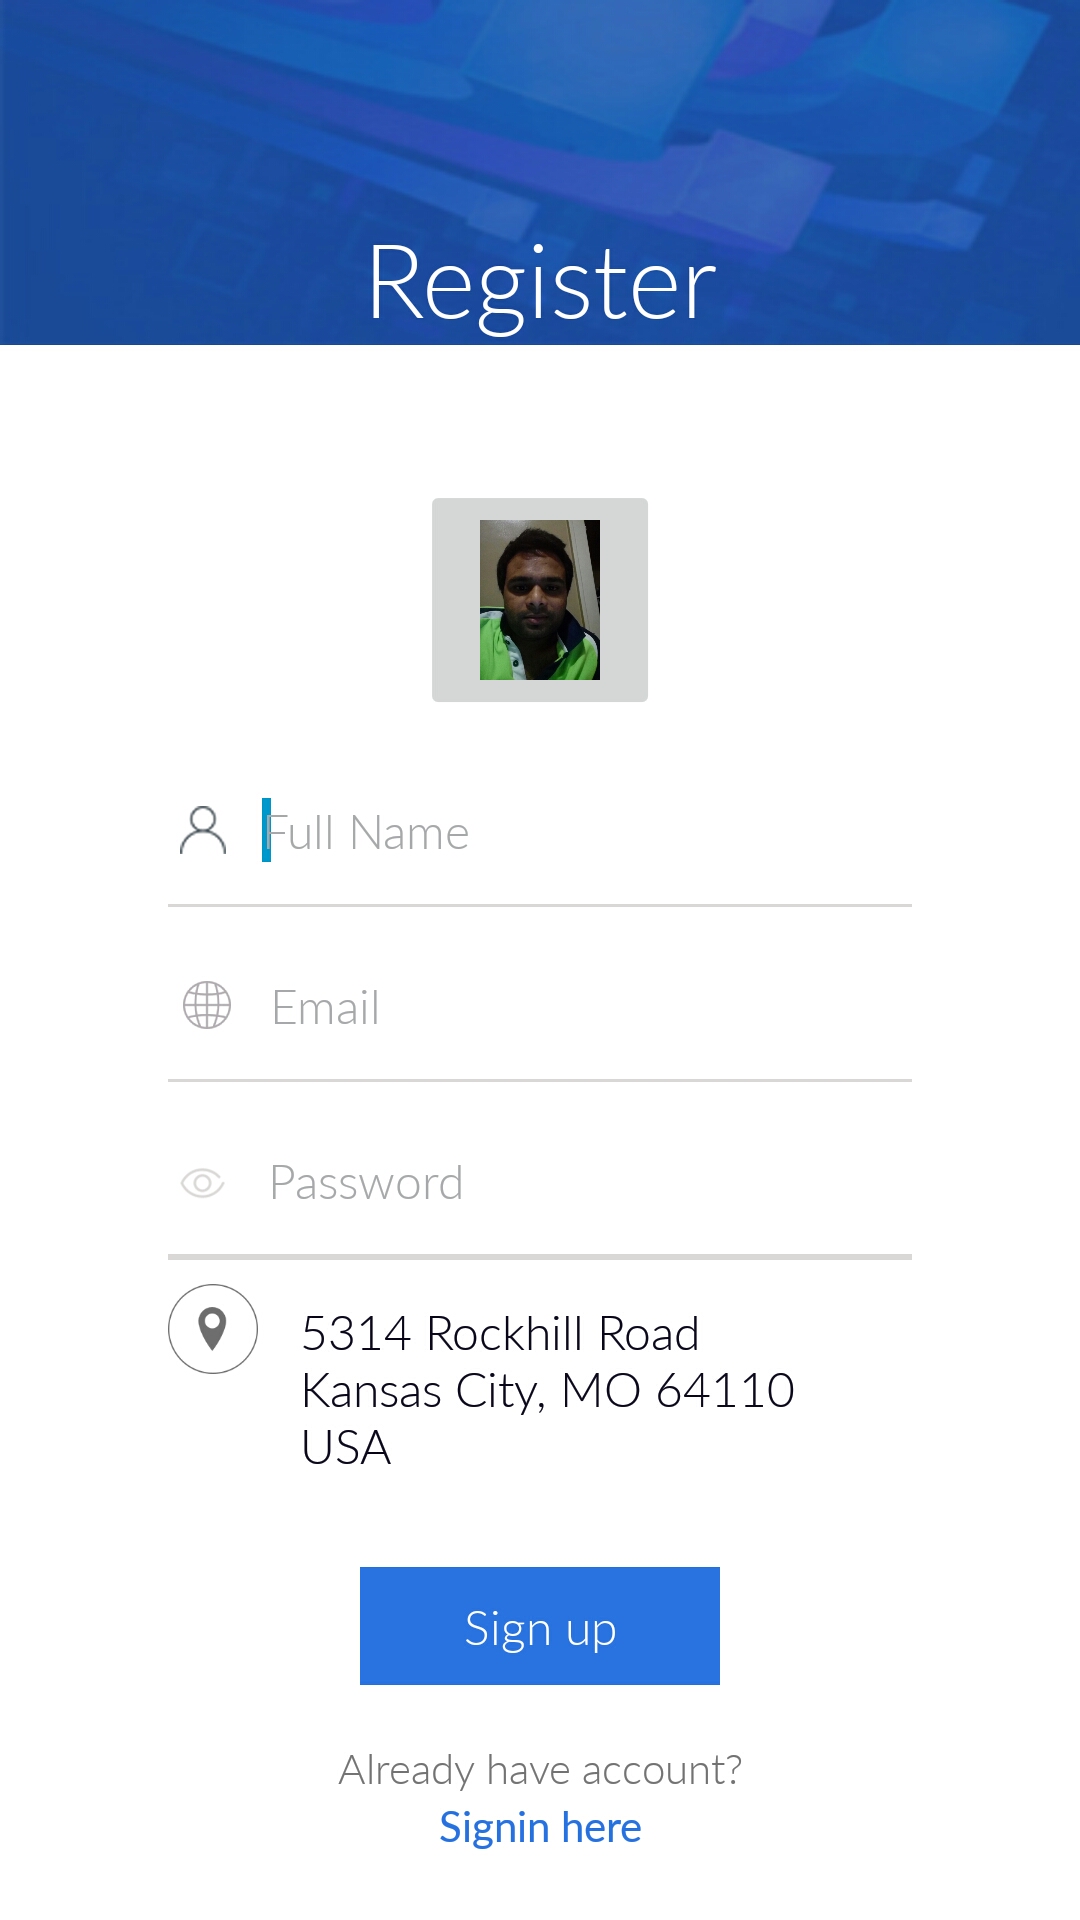 Register
Full Name
Email
Password
5314 Rockhill Road
Kansas City, MO 64110
USA
Sign up
Already have account?
Signin here